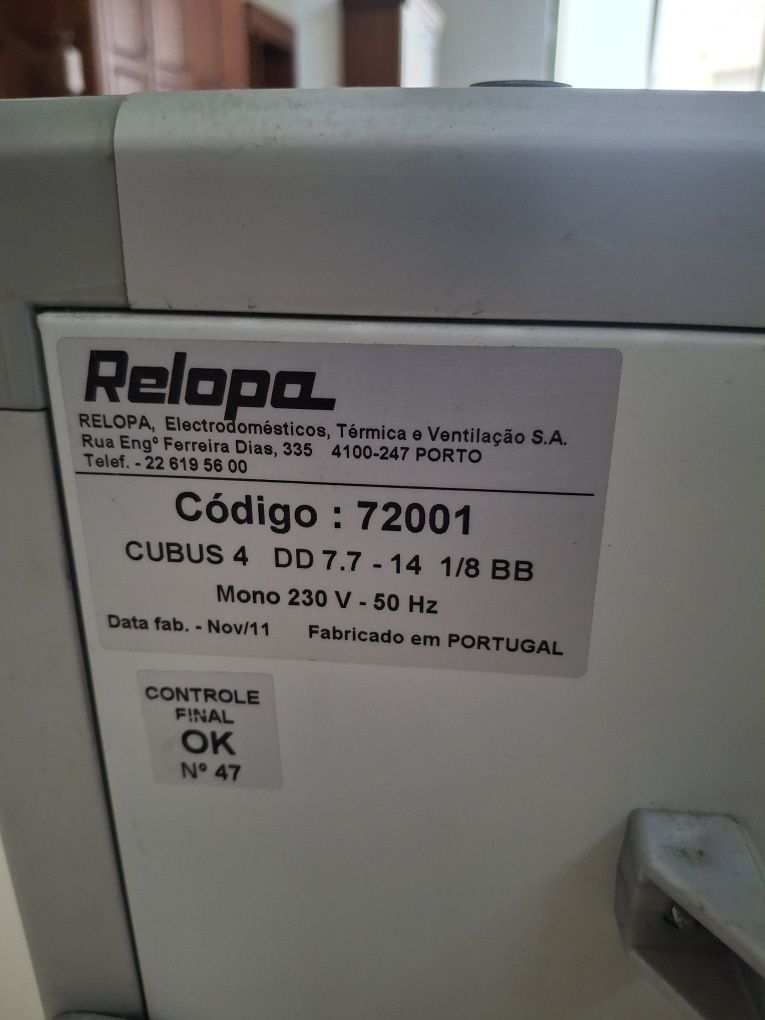 Relopa
RELOPA, Electrodomésticos, Térmica e Ventilação S.A.
Rua Engº Ferreira Dias, 335 4100-247 PORTO
Telef. - 22 619 56 00
Código : 72001
CUBUS 4 DD 7.7 - 14 1/8 BB
Mono 230 V - 50 Hz
Data fab. - Nov/11 Fabricado em PORTUGAL
CONTROLE
FINAL
OK
Nº 47